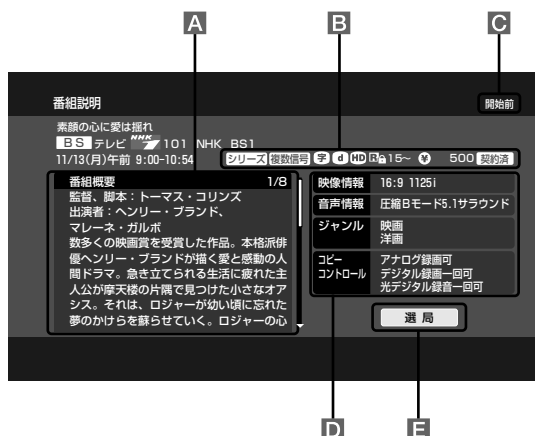 A
B
C
番組説明
開始前
素顔の心に愛は揺れ
BS テレビ NHK 101 NHK BS1
11/13(月)午前 9:00-10:54 シリーズ 複数信号 字 d HD R 15~ ¥ 500 契約済
番組概要 1/8
監督、脚本:トーマス・コリンズ
出演者:ヘンリー・ブランド、
マレーネ・ガルボ
数多くの映画賞を受賞した作品。本格派俳
優ヘンリー・ブランドが描く愛と感動の人
間ドラマ。急き立てられる生活に疲れた主
人公が摩天楼の片隅で見つけた小さなオア
シス。それは、ロジャーが幼い頃に忘れた
夢のかけらを蘇らせていく。ロジャーの心
映像情報 16:9 1125i
音声情報 圧縮Bモード5.1サラウンド
ジャンル 映画
洋画
コピー
コントロール
アナログ録画可
デジタル録画一回可
光デジタル録音一回可
選局
D
E